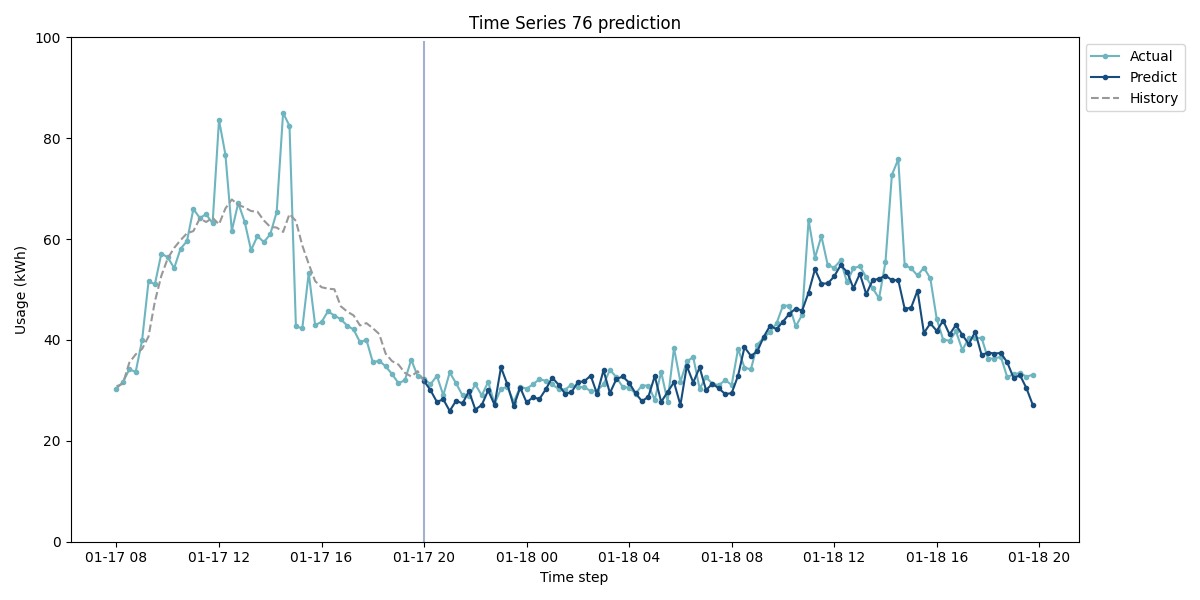 Time Series 76 prediction
100
80
60
40
20
0
Usage (kWh)
01-17 08
01-17 12
01-17 16
01-17 20
01-18 00
01-18 04
01-18 08
01-18 12
01-18 16
01-18 20
Time step
Actual
Predict
History